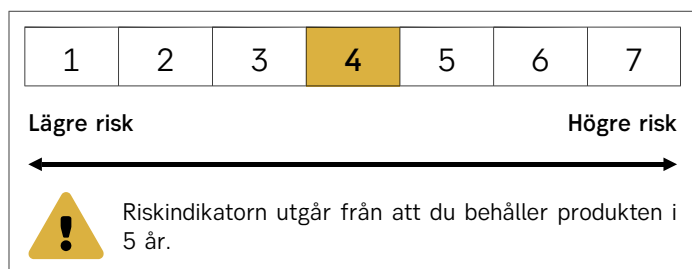 1 2 3 4 5 6 7
Lägre risk Högre risk
Riskindikatorn utgår från att du behåller produkten i
5 år.